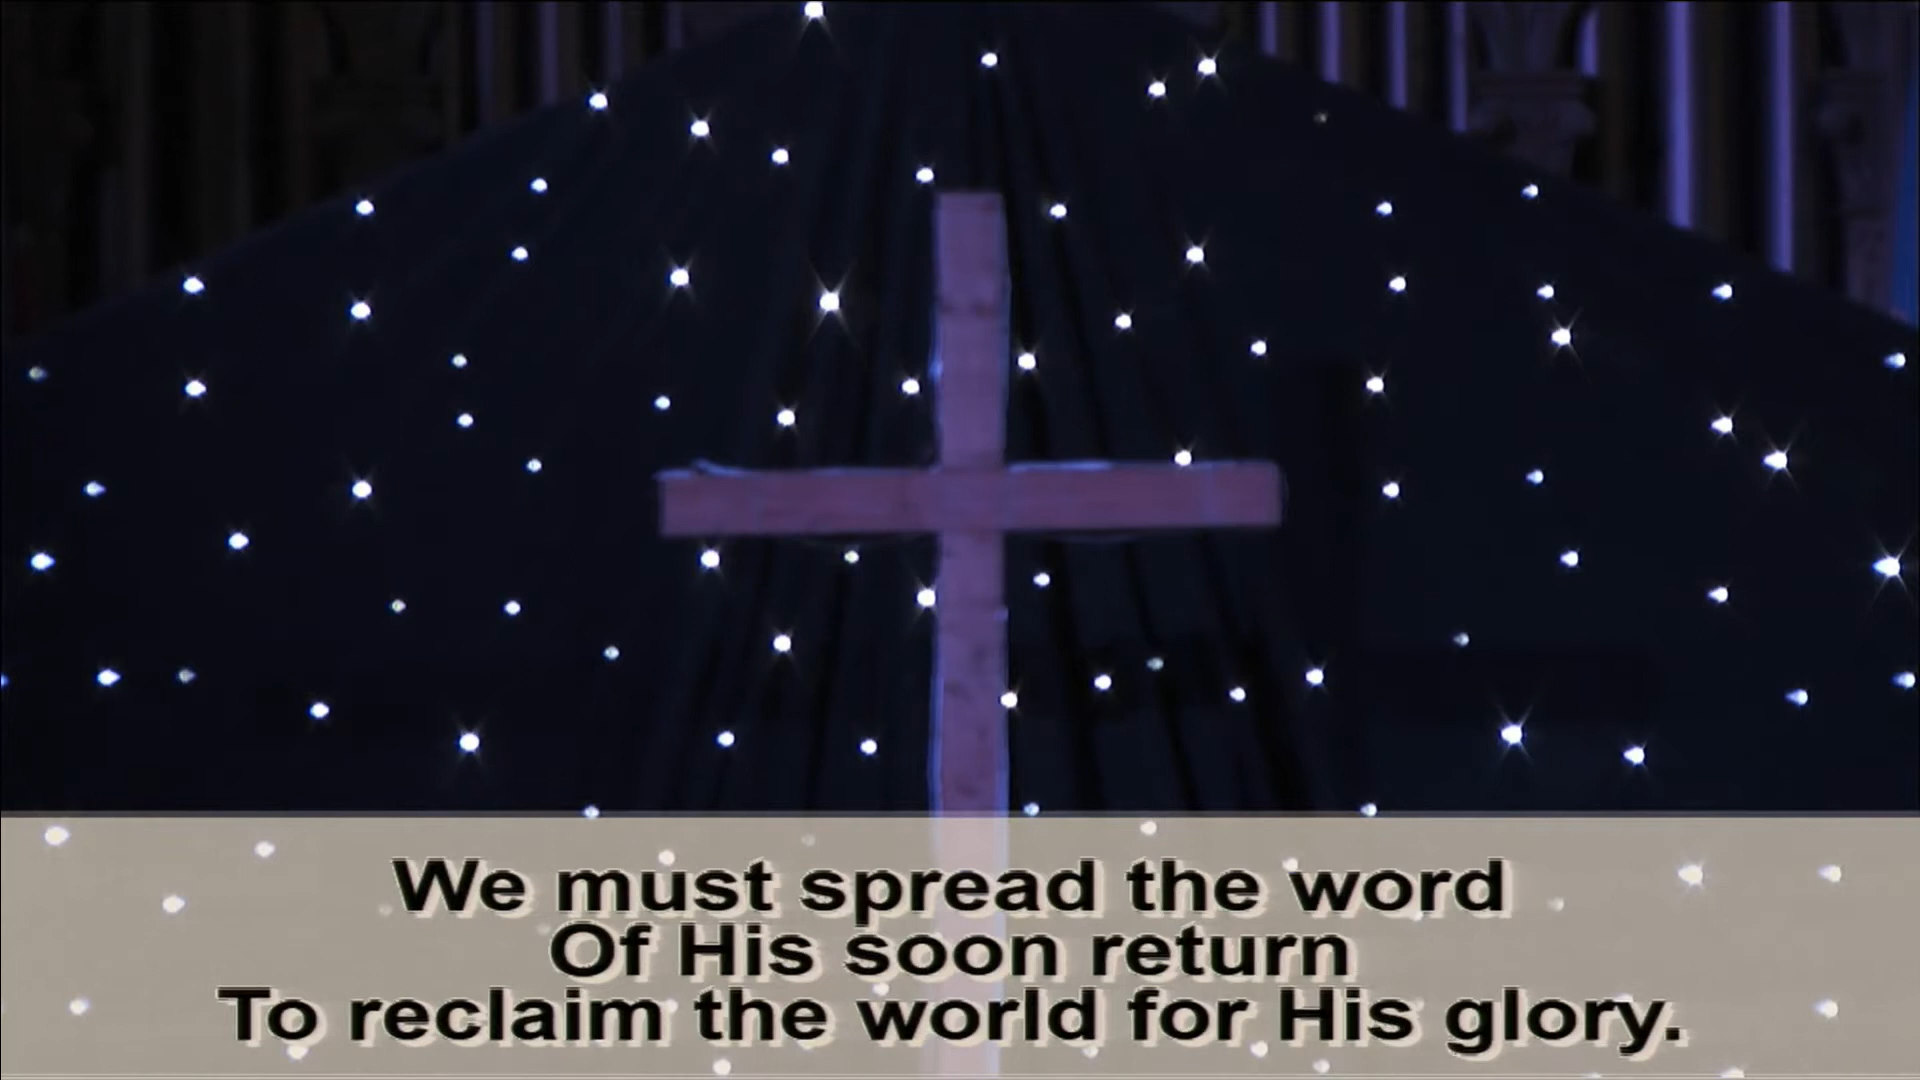 We must spread the word
Of His soon return
To reclaim the world for His glory.